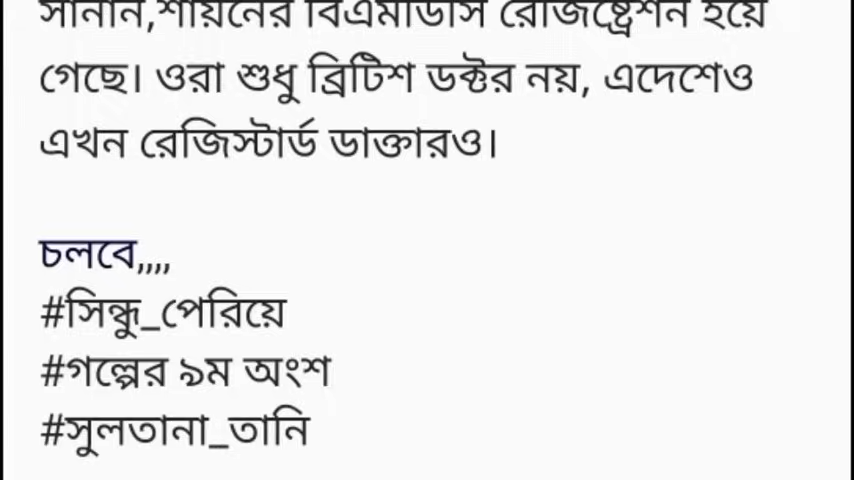 সানান,শায়নের বিএমডিসি রেজিষ্ট্রেশন হয়ে
গেছে। ওরা শুধু ব্রিটিশ ডক্টর নয়, এদেশেও
এখন রেজিস্টার্ড ডাক্তারও।
চলবে,,,,
#সিন্ধু_পেরিয়ে
#গল্পের ৯ম অংশ
#সুলতানা_তানি